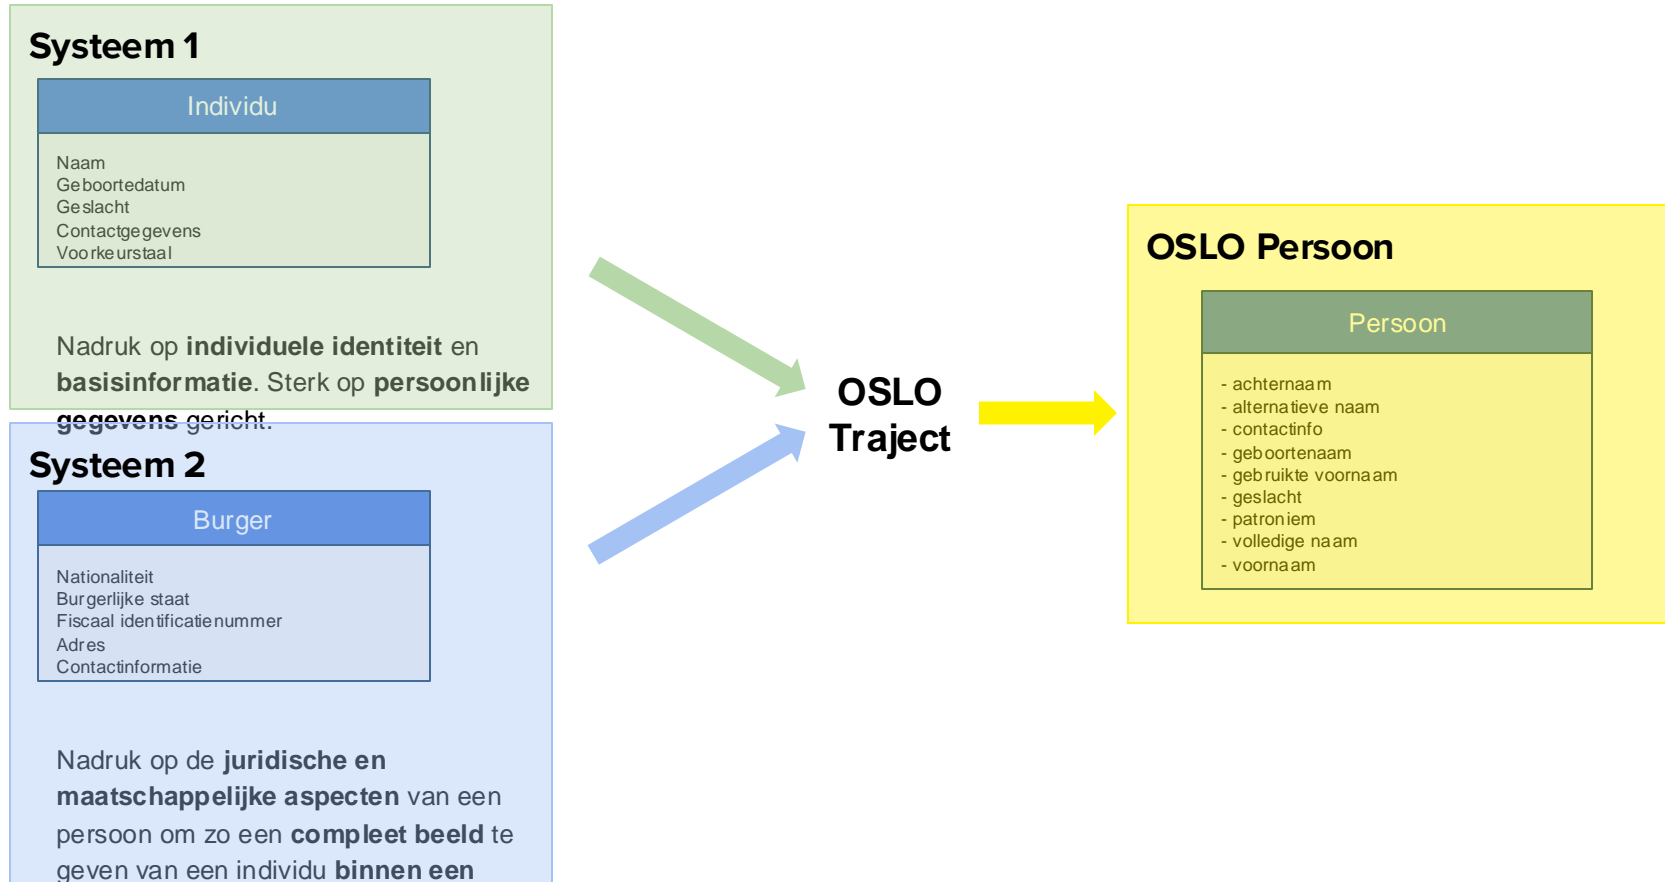 Systeem 1
Individu
Naam
Geboortedatum
Geslacht
Contactgegevens
Voorkeurstaal
Nadruk op individuele identiteit en
basisinformatie. Sterk op persoonlijke
gegevens gericht.
Systeem 2
Burger
Nationaliteit
Burgerlijke staat
Fiscaal identificatienummer
Adres
Contactinformatie
Nadruk op de juridische en
maatschappelijke aspecten van een
persoon om zo een compleet beeld te
geven van een individu binnen een
OSLO
Traject
OSLO Persoon
Persoon
- achternaam
- alternatieve naam
- contactinfo
- geboortenaam
- gebruikte voornaam
- geslacht
- patroniem
- volledige naam
- voornaam